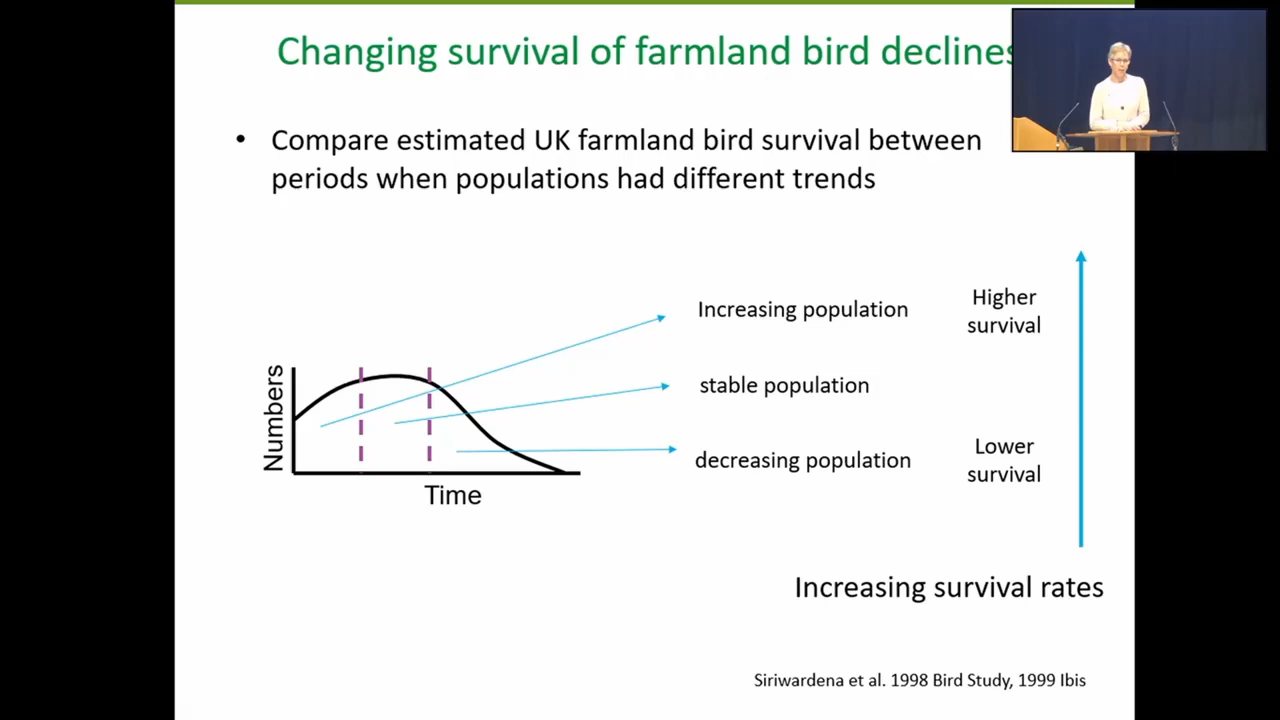 Changing survival of farmland bird declines
• Compare estimated UK farmland bird survival between
periods when populations had different trends
Increasing population
Higher
survival
stable population
decreasing population
Lower
survival
Numbers
Time
Increasing survival rates
Siriwardena et al. 1998 Bird Study, 1999 Ibis